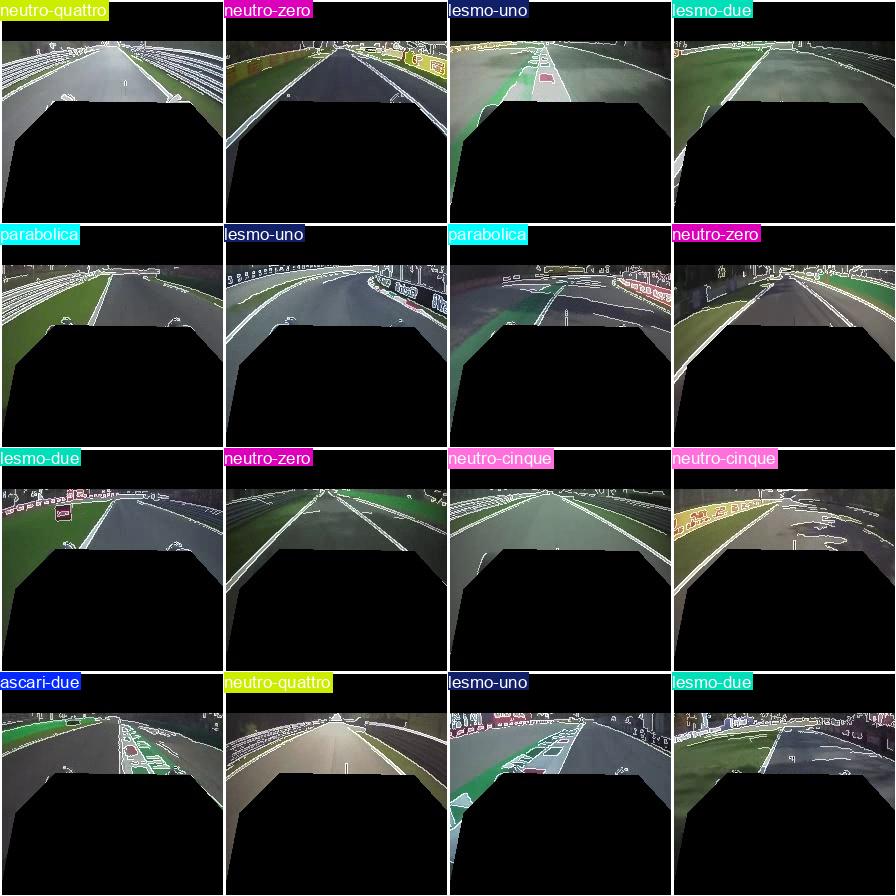 neutro-quattro
neutro-zero
lesmo-uno
lesmo-due
parabolica
lesmo-uno
parabolica
neutro-zero
lesmo-due
neutro-zero
neutro-cinque
neutro-cinque
ascari-due
neutro-quattro
lesmo-uno
lesmo-due